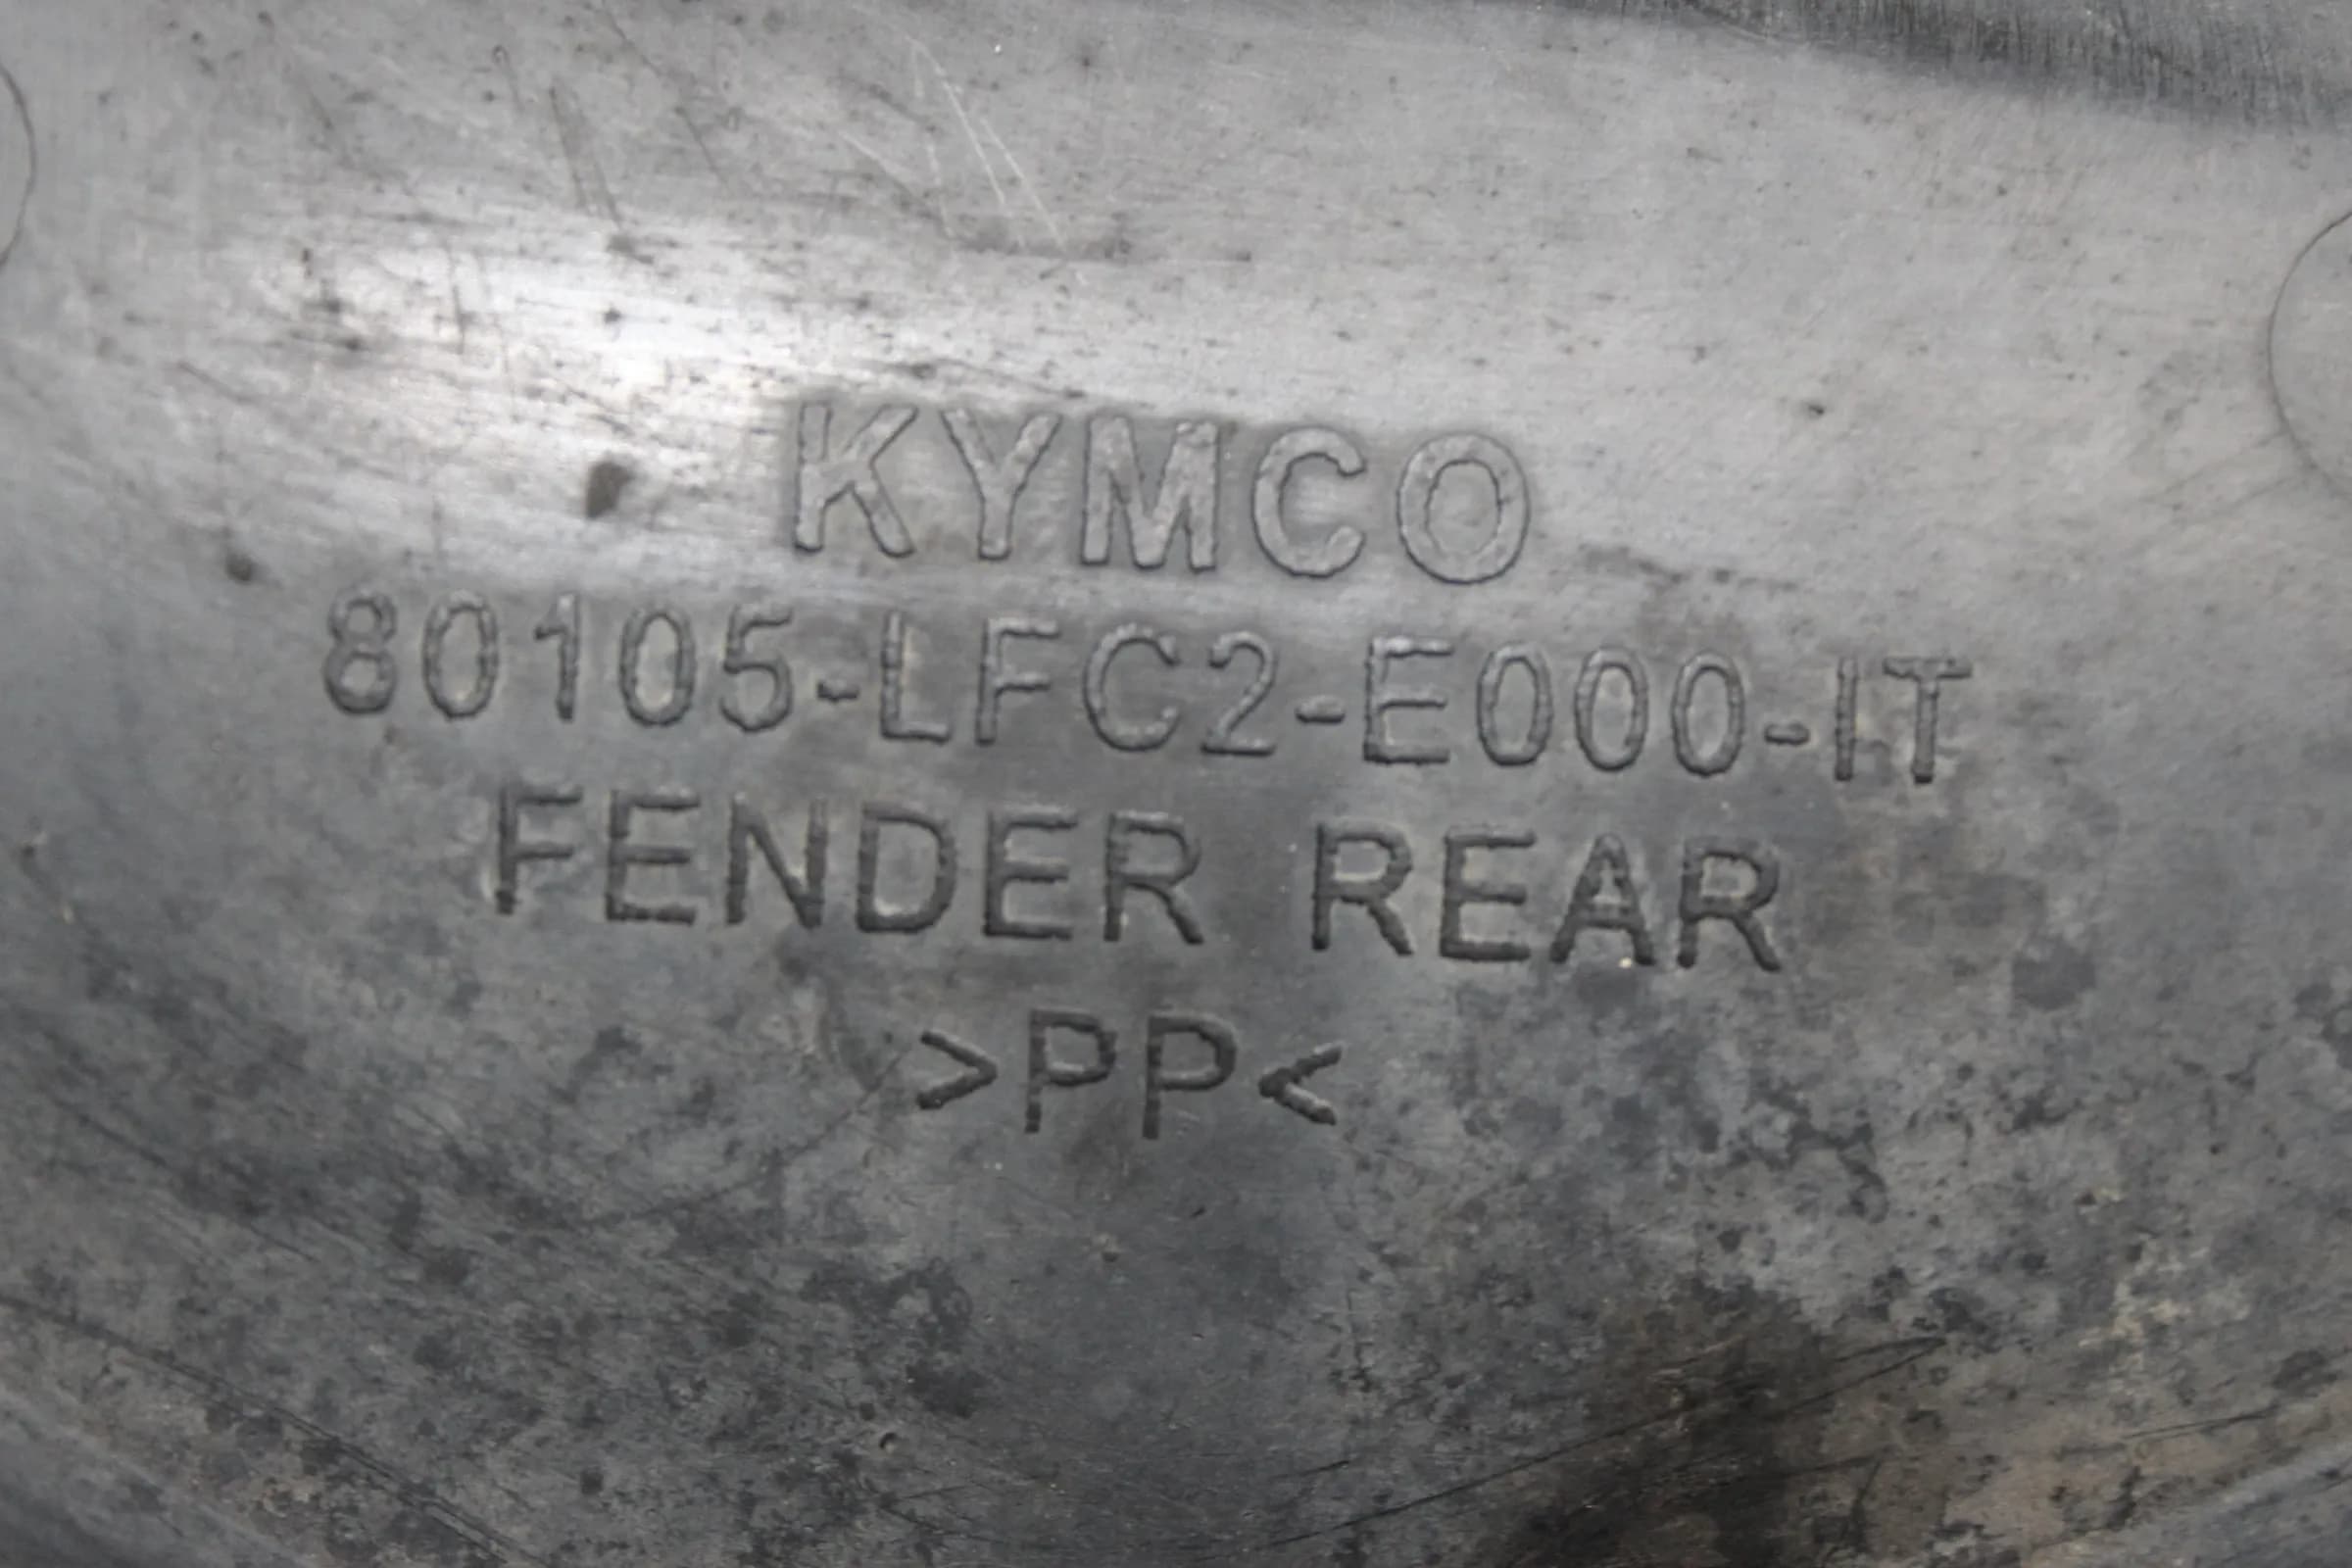 KYMCO
80105-LFC2-E000-IT
FENDER REAR
>PP<